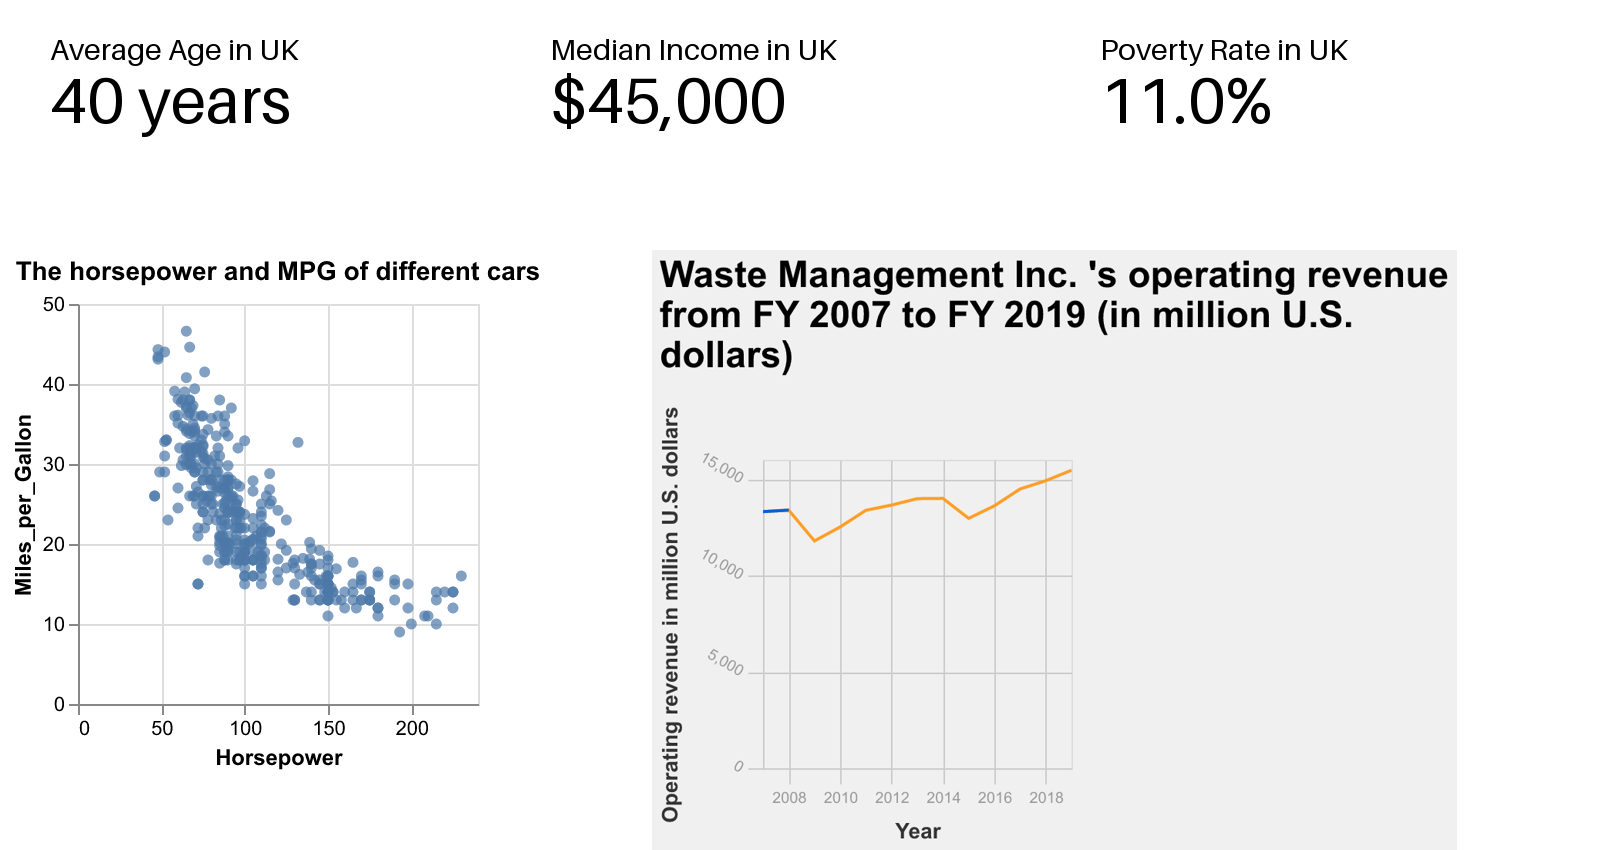 Average Age in UK
40 years
Median Income in UK
$45,000
Poverty Rate in UK
11.0%
The horsepower and MPG of different cars
Miles_per_Gallon
50
40
30
20
10
0
0 50 100 150 200
Horsepower
Waste Management Inc. 's operating revenue
from FY 2007 to FY 2019 (in million U.S.
dollars)
Operating revenue in million U.S. dollars
15,000
10,000
5,000
0
2008 2010 2012 2014 2016 2018
Year